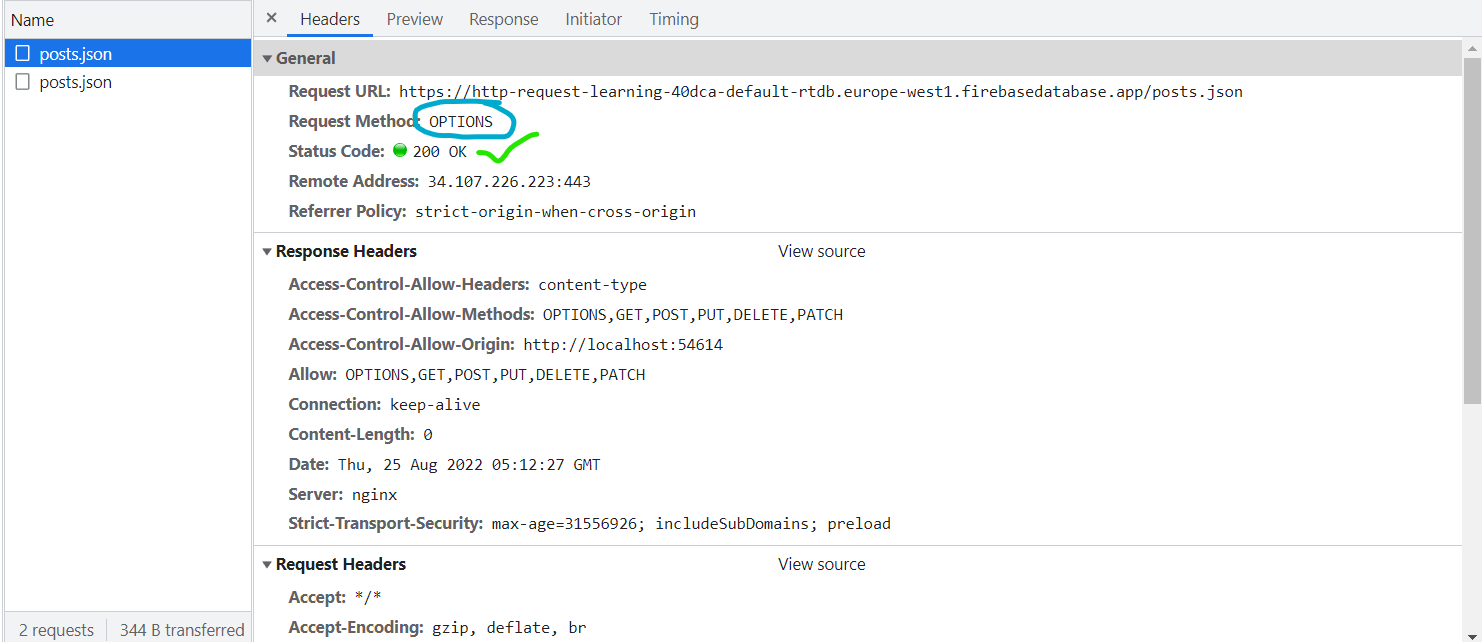 Name
posts.json
posts.json
2 requests 344 B transferred
× Headers Preview Response Initiator Timing
▼ General
Request URL: https://http-request-learning-40dca-default-rtdb.europe-west1.firebasedatabase.app/posts.json
Request Method: OPTIONS
Status Code: 200 OK
Remote Address: 34.107.226.223:443
Referrer Policy: strict-origin-when-cross-origin
▼ Response Headers View source
Access-Control-Allow-Headers: content-type
Access-Control-Allow-Methods: OPTIONS,GET,POST,PUT,DELETE,PATCH
Access-Control-Allow-Origin: http://localhost:54614
Allow: OPTIONS,GET,POST,PUT,DELETE,PATCH
Connection: keep-alive
Content-Length: 0
Date: Thu, 25 Aug 2022 05:12:27 GMT
Server: nginx
Strict-Transport-Security: max-age=31556926; includeSubDomains; preload
▼ Request Headers View source
Accept: */*
Accept-Encoding: gzip, deflate, br